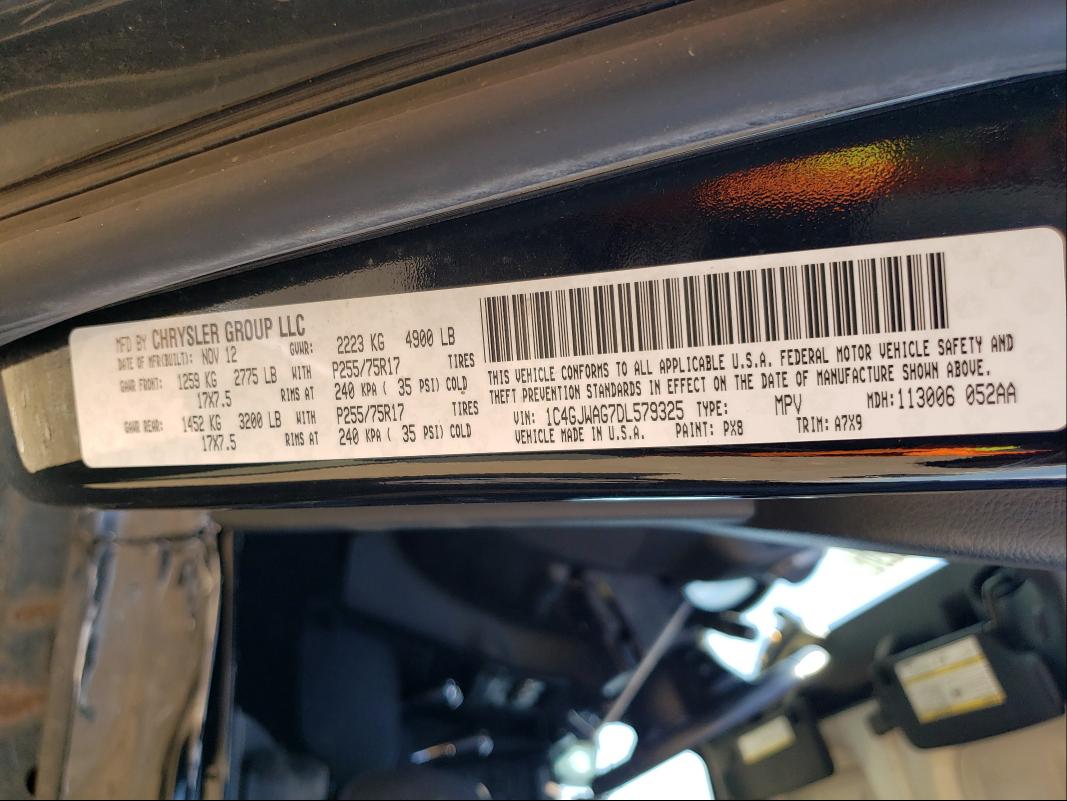 MFD BY CHRYSLER GROUP LLC
DATE OF MFR(BUILT): NOV 12 GVWR: 2223 KG 4900 LB
GAWR FRONT: 1259 KG 2775 LB WITH P255/75R17 TIRES
17X7.5 RIMS AT 240 KPA ( 35 PSI) COLD
GAWR REAR: 1452 KG 3200 LB WITH P255/75R17 TIRES
17X7.5 RIMS AT 240 KPA ( 35 PSI) COLD
THIS VEHICLE CONFORMS TO ALL APPLICABLE U.S.A. FEDERAL MOTOR VEHICLE SAFETY AND
THEFT PREVENTION STANDARDS IN EFFECT ON THE DATE OF MANUFACTURE SHOWN ABOVE.
VIN: 1C4GJWAG7DL579325 TYPE: MPV MDH:113006 052AA
VEHICLE MADE IN U.S.A. PAINT: PX8 TRIM: A7X9